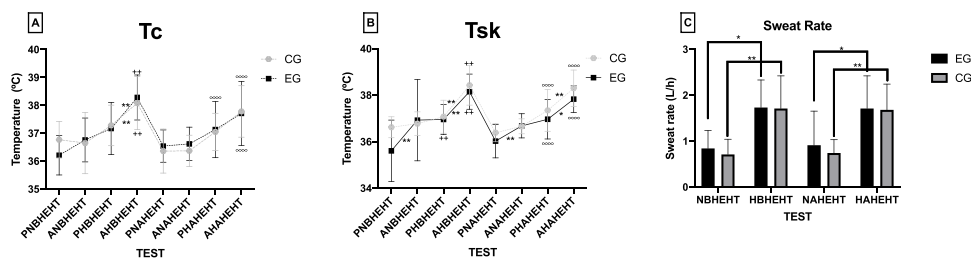 A
Tc
CG
EG
Temperature (ºC)
40
39
38
37
36
35
**
**
++
++
°°°°
°°°°
°°°°
PNBHEHT
ANBHEHT
PHBHEHT
AHBHEHT
PNAHEHT
ANAHEHT
PHAHEHT
AHAHEHT
TEST
B
Tsk
CG
EG
Temperature (ºC)
40
38
36
34
**
**
**
++
++
++
**
**
*
°°°°
°°°°
°°°°
°°°°
PNBHEHT
ANBHEHT
PHBHEHT
AHBHEHT
PNAHEHT
ANAHEHT
PHAHEHT
AHAHEHT
TEST
C
Sweat Rate
EG
CG
Sweat rate (L/h)
3
2
1
0
*
**
*
**
NBHEHT
HBHEHT
NAHEHT
HAHEHT
TEST